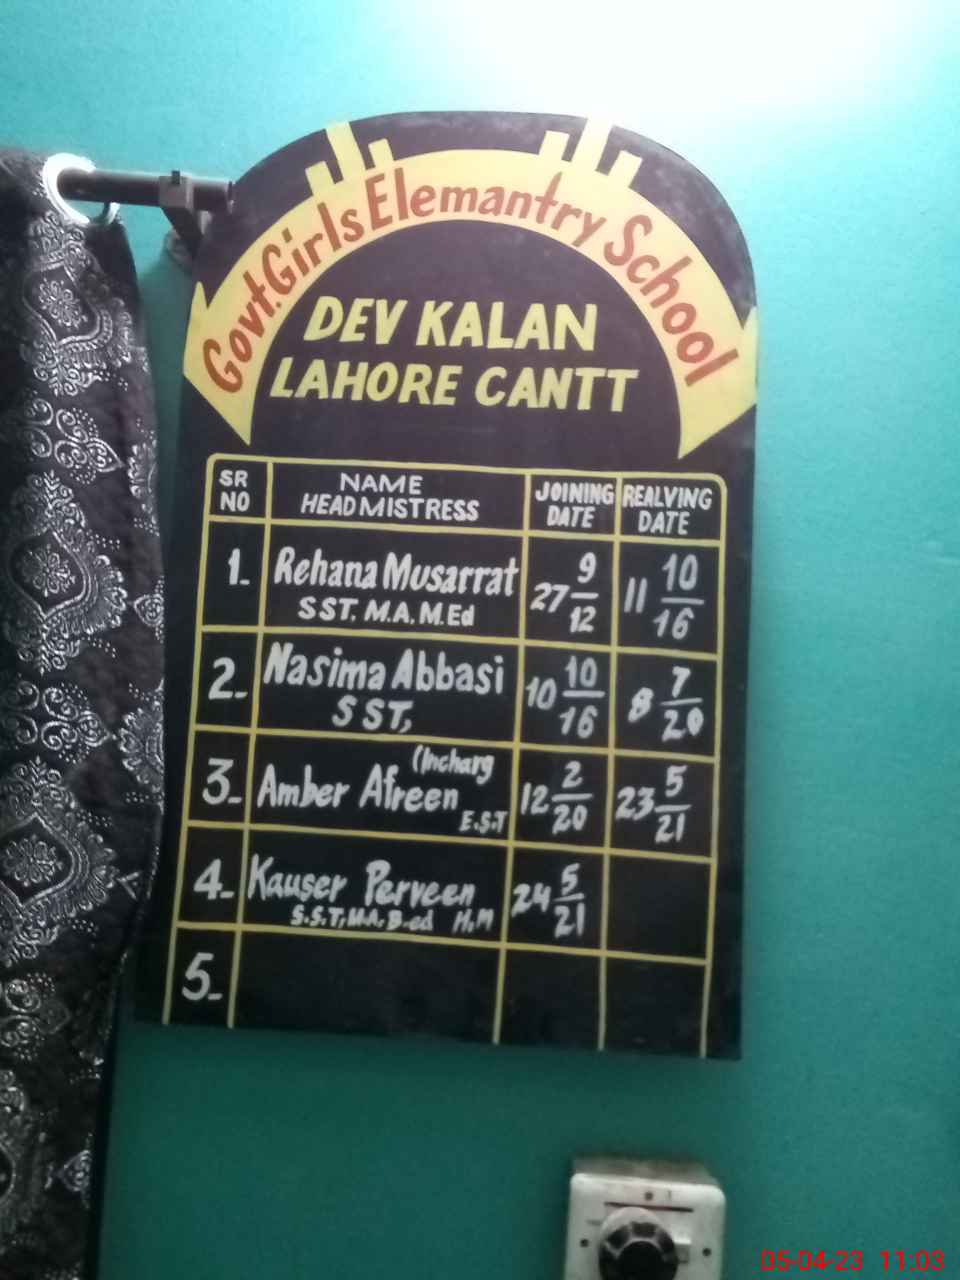 Govt. Girls Elemantry School
DEV KALAN
LAHORE CANTT
SR NO NAME HEADMISTRESS JOINING DATE REALVING DATE
1- Rehana Musarrat 27 9/12 11 10/16
SST, M.A, M.Ed
2- Nasima Abbasi 10 10/16 8 7/20
SST,
(Incharg
3- Amber Afreen 12 2/20 23 5/21
E.S.T
4- Kauser Perveen 24 5/21
S.S.T, M.A, B-ed H.M
5-
05-04-23 11:03